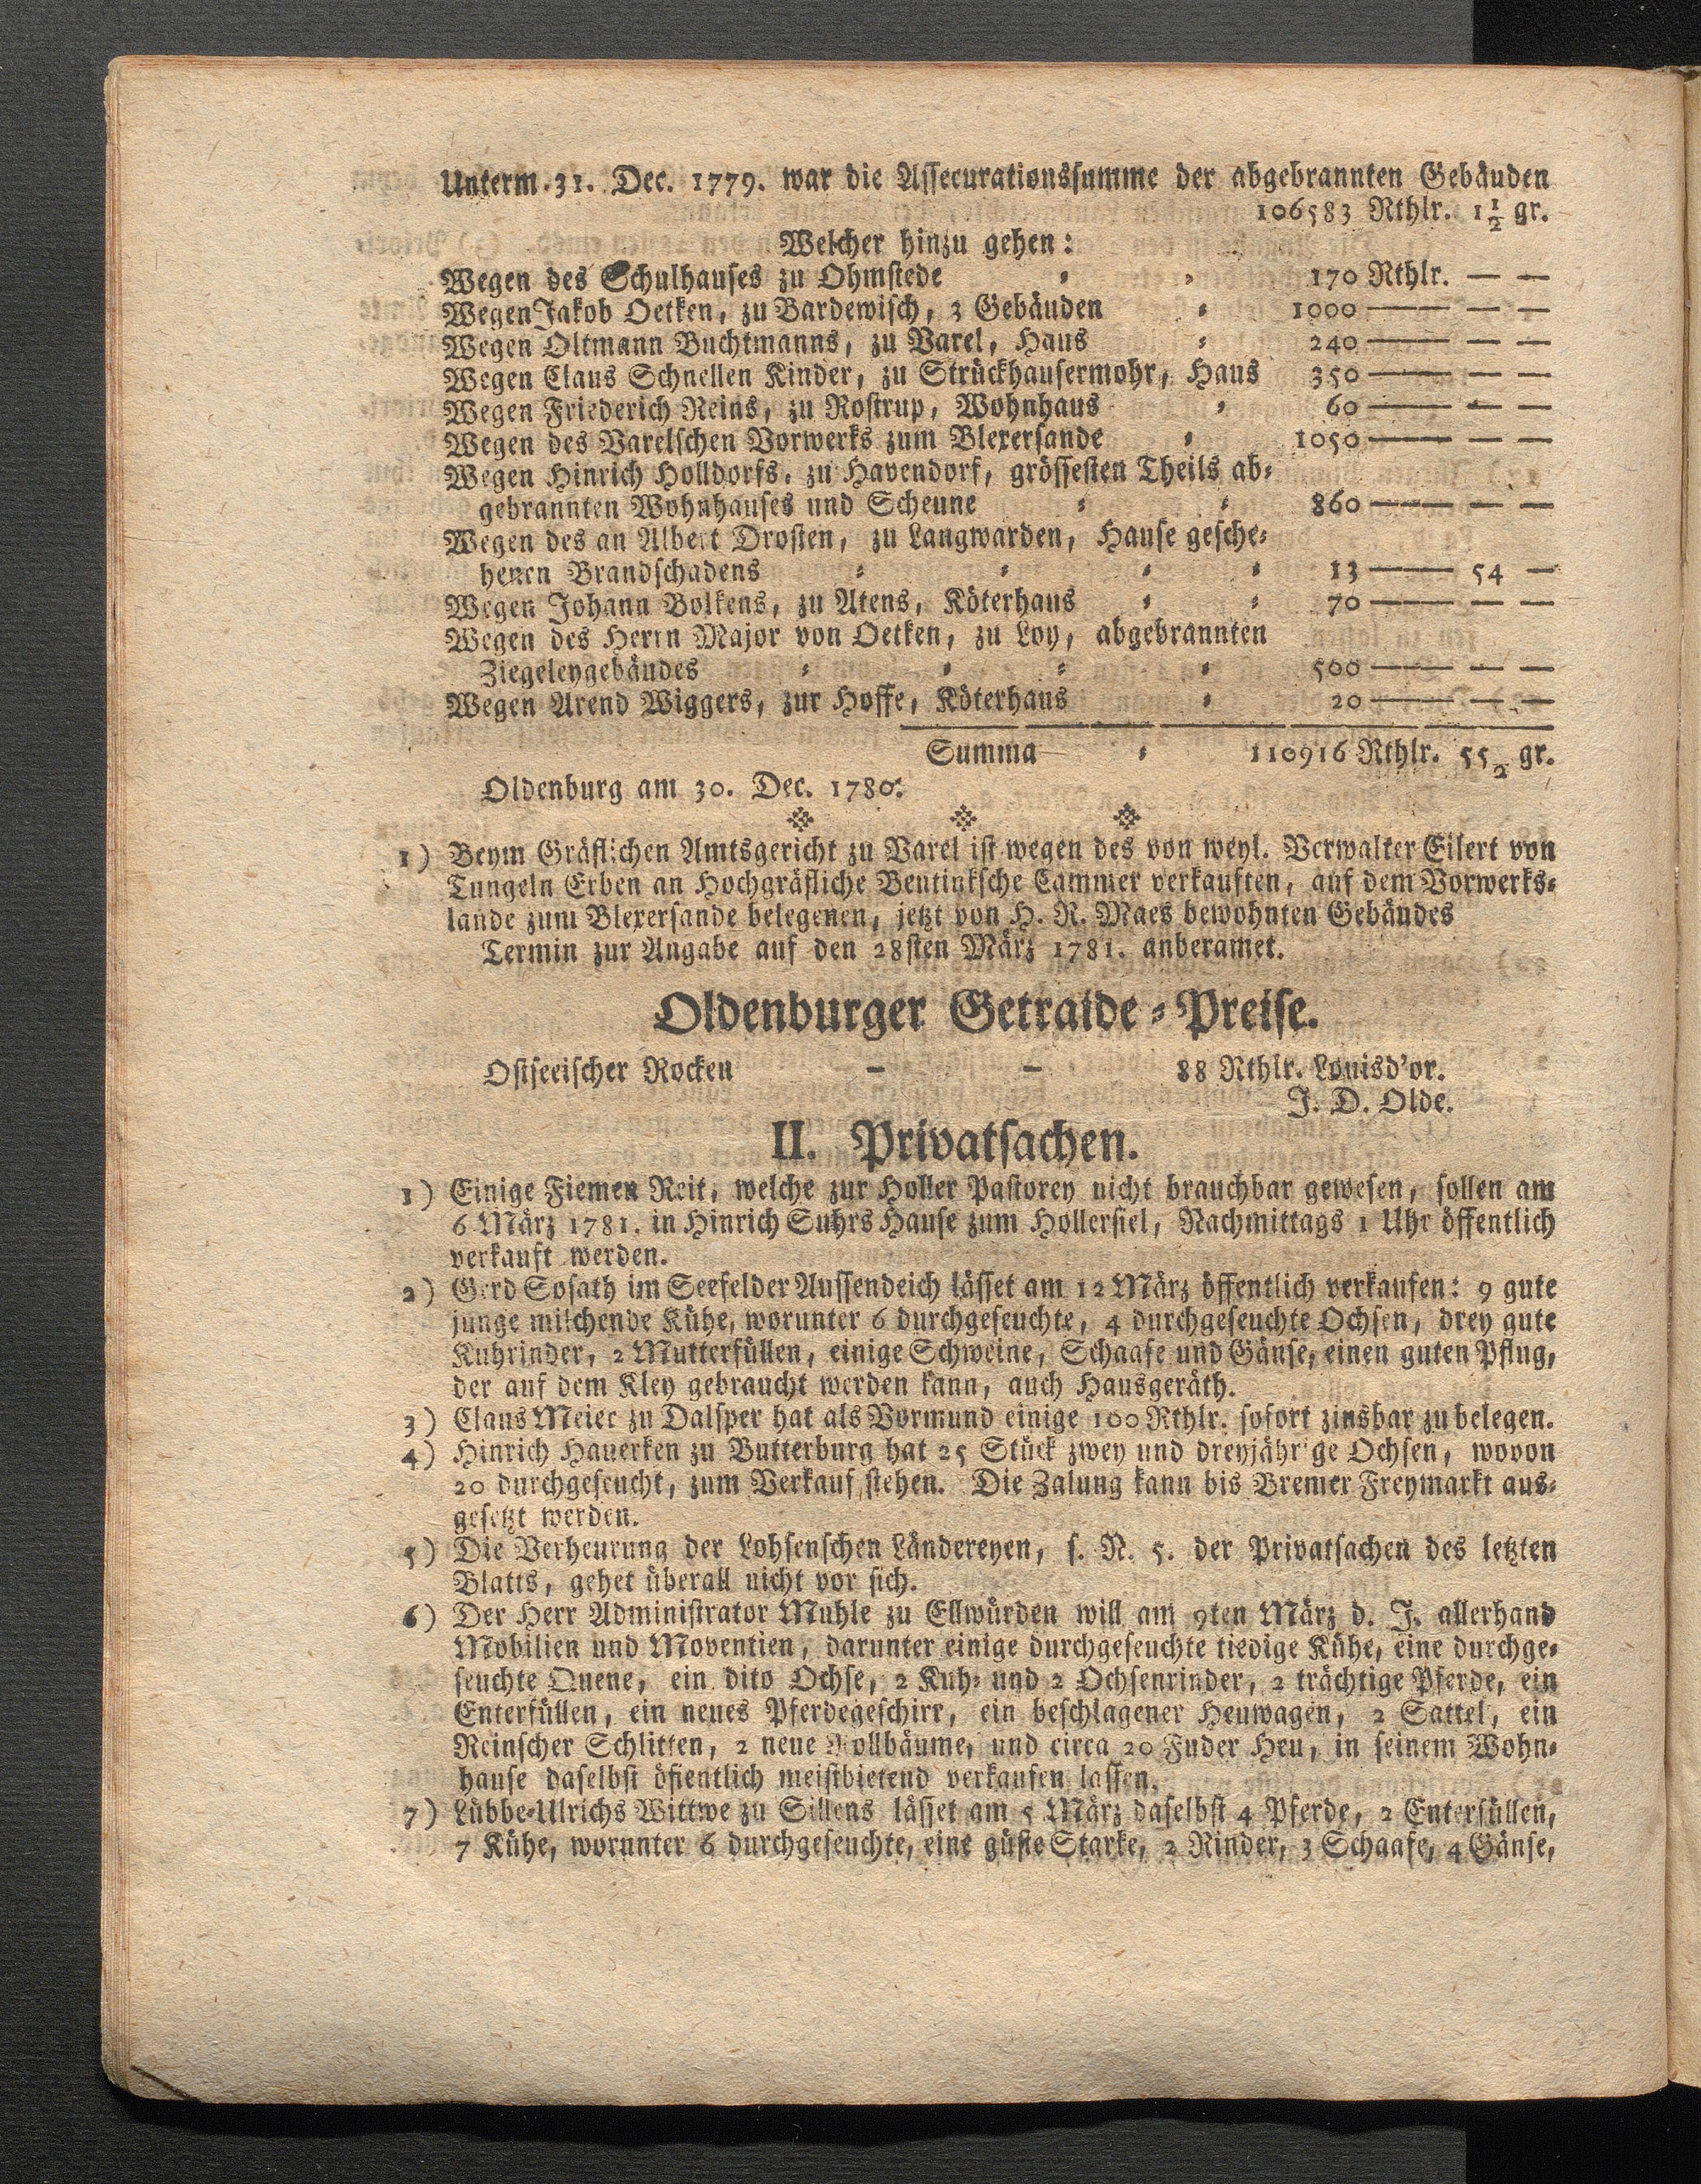 Unterm 31. Dec. 1779. war die Assecurationssumme der abgebrannten Gebäuden
106583 Rthlr. 1 1/2 gr.
Welcher hinzu gehen:
Wegen des Schulhauses zu Ohmstede 170 Rthlr. — —
Wegen Jakob Oetken, zu Bardewisch, 3 Gebäuden 1000 — — —
Wegen Oltmann Buchtmanns, zu Varel, Haus 240 — — —
Wegen Claus Schnellen Kinder, zu Strückhausermohr, Haus 350 — — —
Wegen Friederich Reins, zu Rostrup, Wohnhaus 60 — — —
Wegen des Varelschen Vorwerks zum Blexersande 1050 — — —
Wegen Hinrich Holldorfs, zu Havendorf, grössesten Theils ab-
gebrannten Wohnhauses und Scheune 860 — — —
Wegen des an Albert Drosten, zu Langwarden, Hause gesche-
henen Brandschadens 13 — 54 —
Wegen Johann Bolkens, zu Atens, Köterhaus 70 — — —
Wegen des Herrn Major von Oetken, zu Loy, abgebrannten
Ziegeleygebäudes 500 — — —
Wegen Arend Wiggers, zur Hoffe, Köterhaus 20 — — —
Summa 110916 Rthlr. 55 2 gr.
Oldenburg am 30. Dec. 1780.
1) Beym Gräflichen Amtsgericht zu Varel ist wegen des von weyl. Verwalter Eilert von
Tungeln Erben an Hochgräfliche Bentinksche Cammer verkauften, auf dem Vorwerks-
lande zum Blexersande belegenen, jetzt von H. R. Maes bewohnten Gebäudes
Termin zur Angabe auf den 28sten März 1781. anberamet.
Oldenburger Getraide-Preise.
Ostseeischer Rocken – – 88 Rthlr. Louisd'or.
J. D. Olde.
II. Privatsachen.
1) Einige Fiemen Reit, welche zur Holler Pastorey nicht brauchbar gewesen, sollen am
6 März 1781. in Hinrich Suhrs Hause zum Hollersiel, Nachmittags 1 Uhr öffentlich
verkauft werden.
2) Gerd Sosath im Seefelder Aussendeich lässet am 12 März öffentlich verkaufen: 9 gute
junge milchende Kühe, worunter 6 durchgeseuchte, 4 durchgeseuchte Ochsen, drey gute
Kuhrinder, 2 Mutterfüllen, einige Schweine, Schaafe und Gänse, einen guten Pflug,
der auf dem Kley gebraucht werden kann, auch Hausgeräth.
3) Claus Meier zu Dalsper hat als Vormund einige 100 Rthlr. sofort zinsbar zu belegen.
4) Hinrich Hauerken zu Butterburg hat 25 Stück zwey und dreyjährige Ochsen, wovon
20 durchgeseucht, zum Verkauf stehen. Die Zalung kann bis Bremer Freymarkt aus-
gesetzt werden.
5) Die Verheurung der Lohsenschen Ländereyen, s. N. 5. der Privatsachen des letzten
Blatts, gehet überall nicht vor sich.
6) Der Herr Administrator Muhle zu Ellwürden will am 9ten März d. J. allerhand
Mobilien und Moventien, darunter einige durchgeseuchte tiedige Kühe, eine durchge-
seuchte Quene, ein dito Ochse, 2 Kuh- und 2 Ochsenrinder, 2 trächtige Pferde, ein
Enterfüllen, ein neues Pferdegeschirr, ein beschlagener Heuwagen, 2 Sattel, ein
Reinscher Schlitten, 2 neue Rollbäume, und circa 20 Fuder Heu, in seinem Wohn-
hause daselbst öffentlich meistbietend verkaufen lassen.
7) Lübbe Ulrichs Wittwe zu Sillens lässet am 5 März daselbst 4 Pferde, 2 Enterfüllen,
7 Kühe, worunter 6 durchgeseuchte, eine güste Starke, 2 Rinder, 3 Schaafe, 4 Gänse,